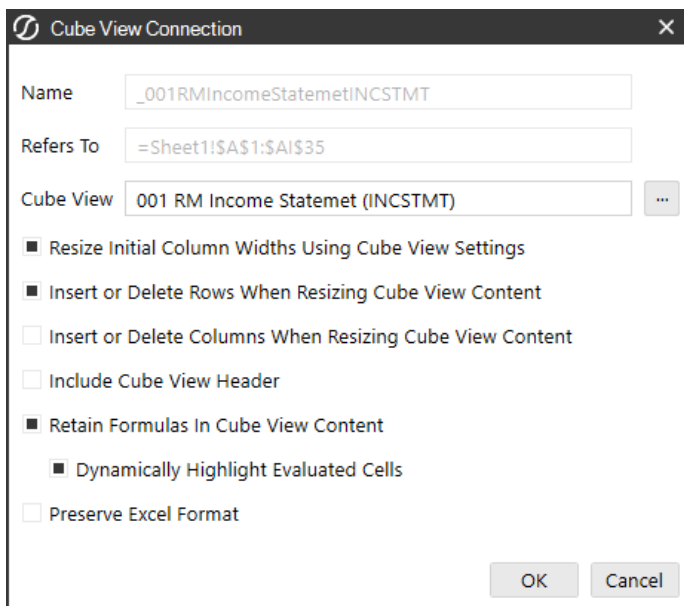 Cube View Connection
Name _001RMIncomeStatemetINCSTMT
Refers To =Sheet1!$A$1:$AI$35
Cube View 001 RM Income Statemet (INCSTMT) ...
Resize Initial Column Widths Using Cube View Settings
Insert or Delete Rows When Resizing Cube View Content
Insert or Delete Columns When Resizing Cube View Content
Include Cube View Header
Retain Formulas In Cube View Content
Dynamically Highlight Evaluated Cells
Preserve Excel Format
OK Cancel